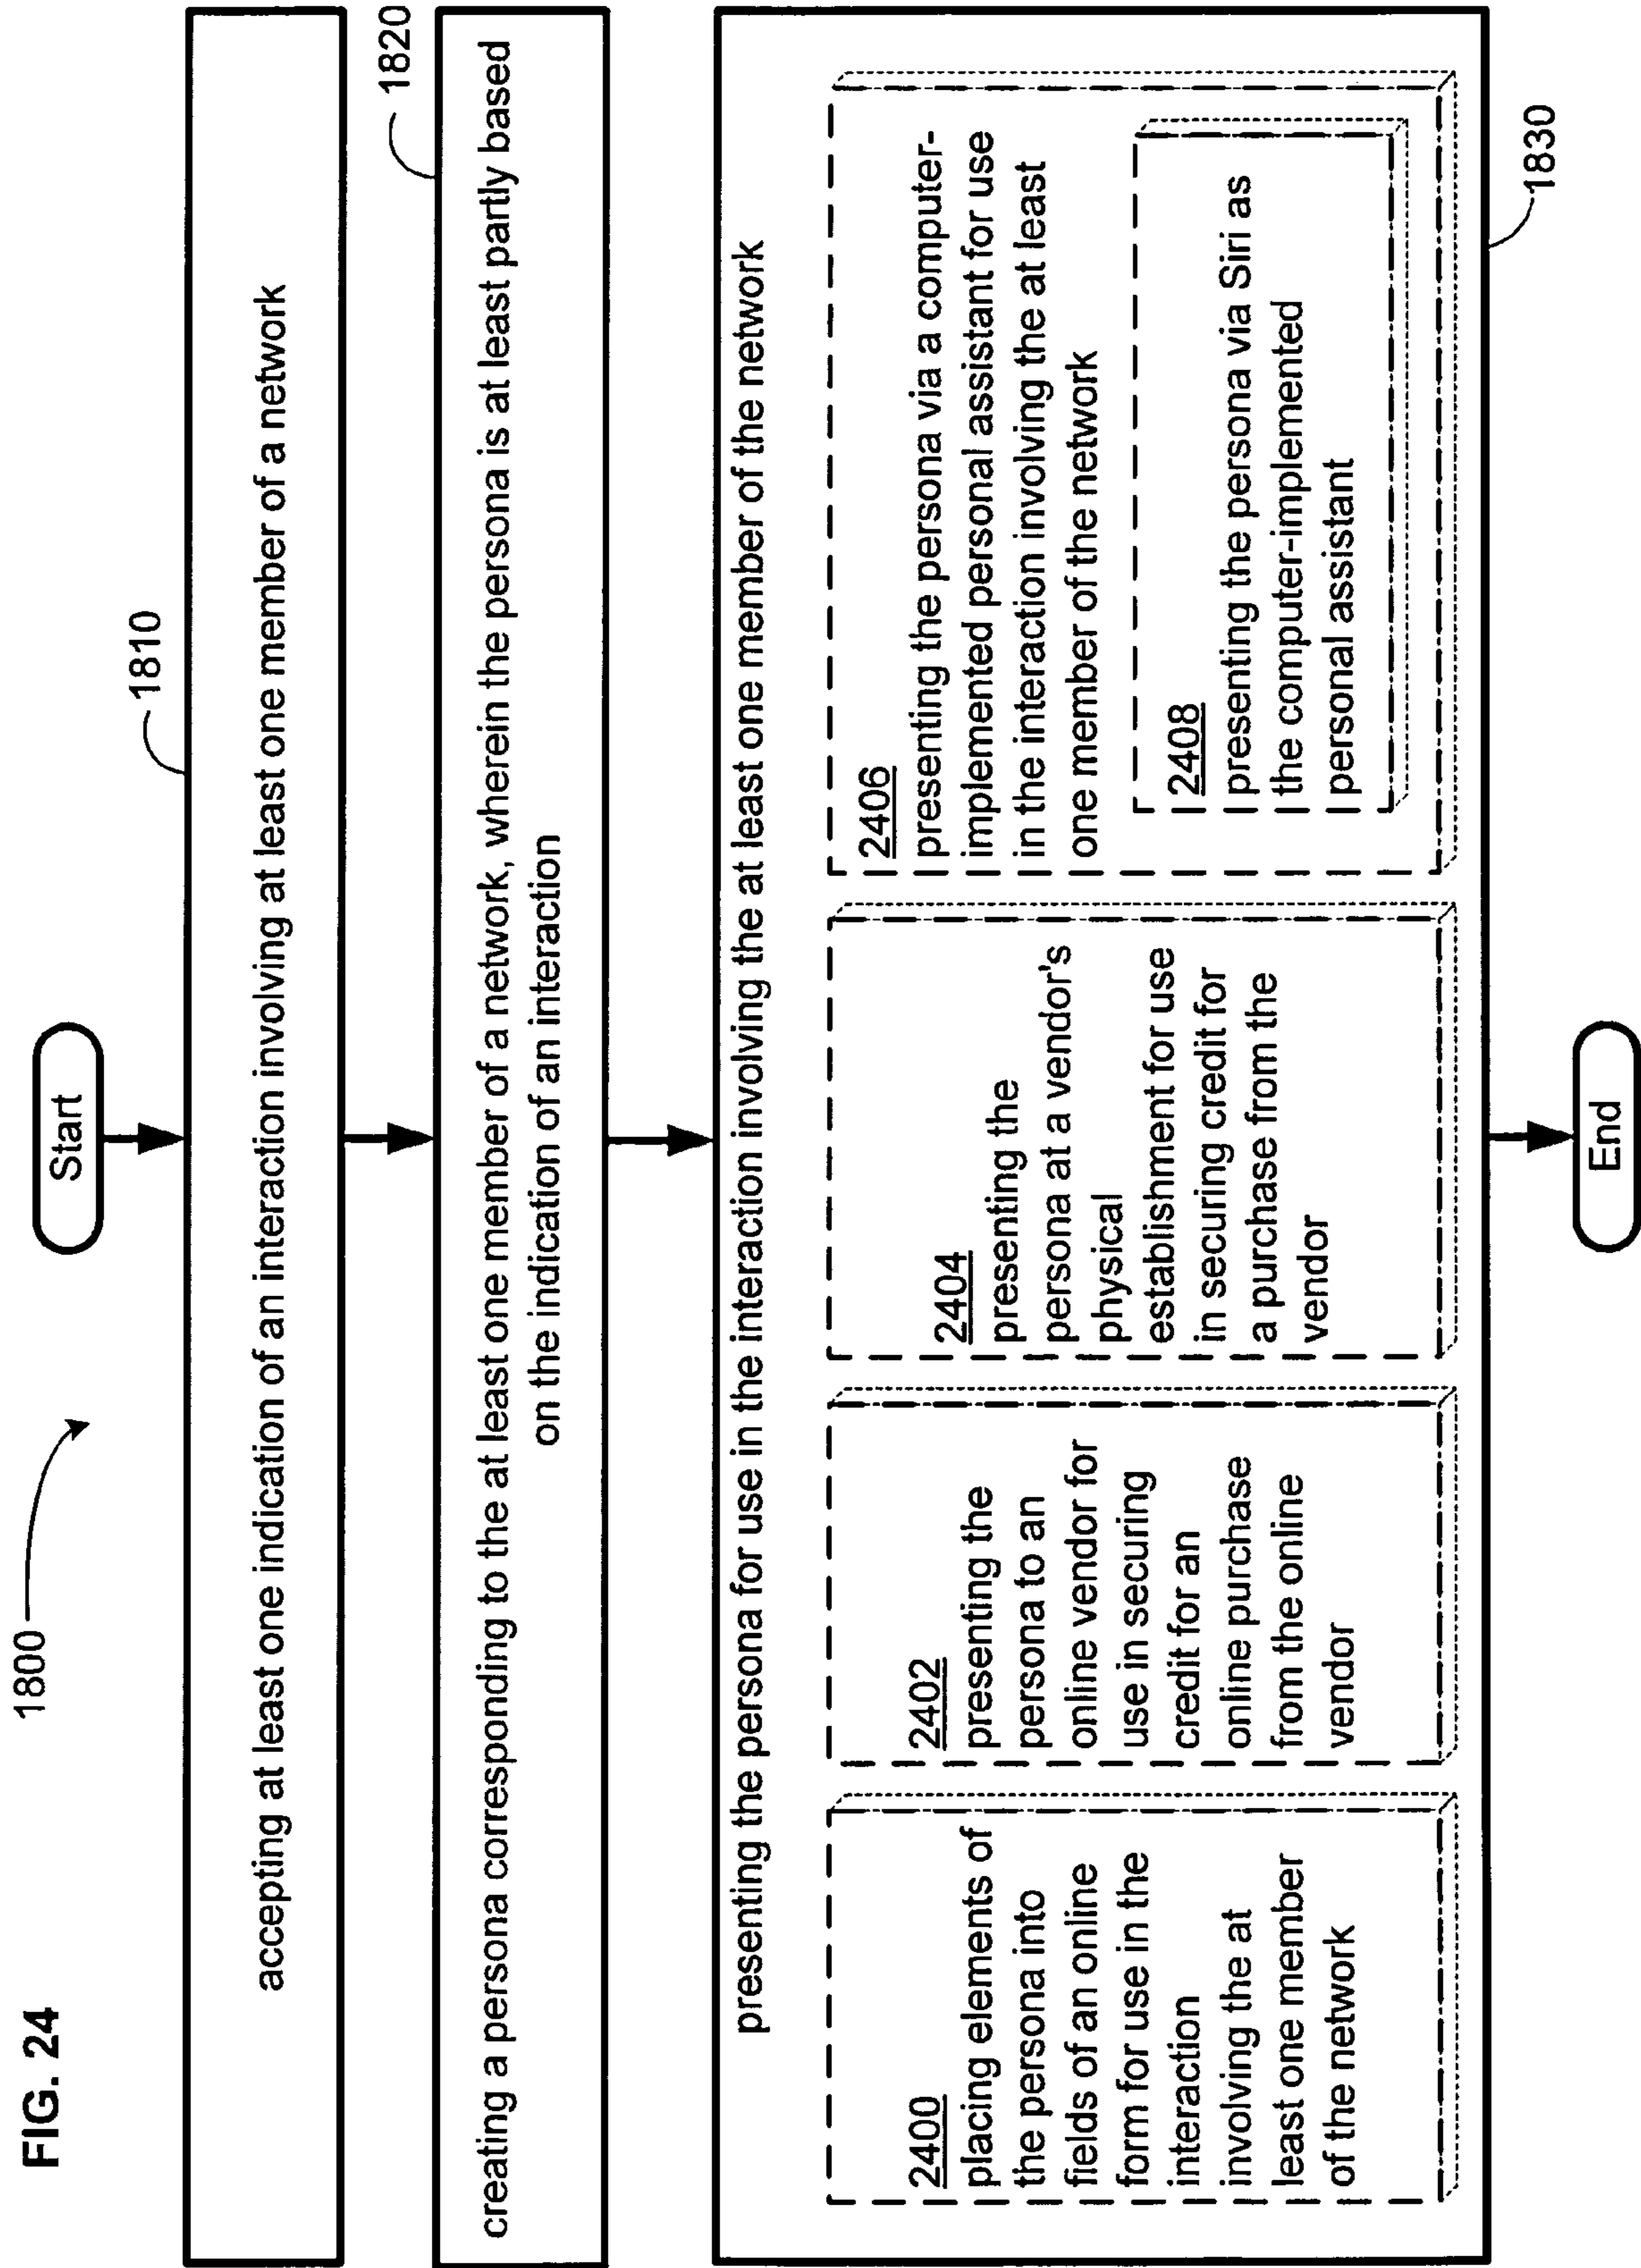 FIG. 24
1800
Start
1810
accepting at least one indication of an interaction involving at least one member of a network
1820
creating a persona corresponding to the at least one member of a network, wherein the persona is at least partly based
on the indication of an interaction
presenting the persona for use in the interaction involving the at least one member of the network
2400
placing elements of
the persona into
fields of an online
form for use in the
interaction
involving the at
least one member
of the network
2402
presenting the
persona to an
online vendor for
use in securing
credit for an
online purchase
from the online
vendor
2404
presenting the
persona at a vendor's
physical
establishment for use
in securing credit for
a purchase from the
vendor
2406
presenting the persona via a computer-
implemented personal assistant for use
in the interaction involving the at least
one member of the network
2408
presenting the persona via Siri as
the computer-implemented
personal assistant
1830
End